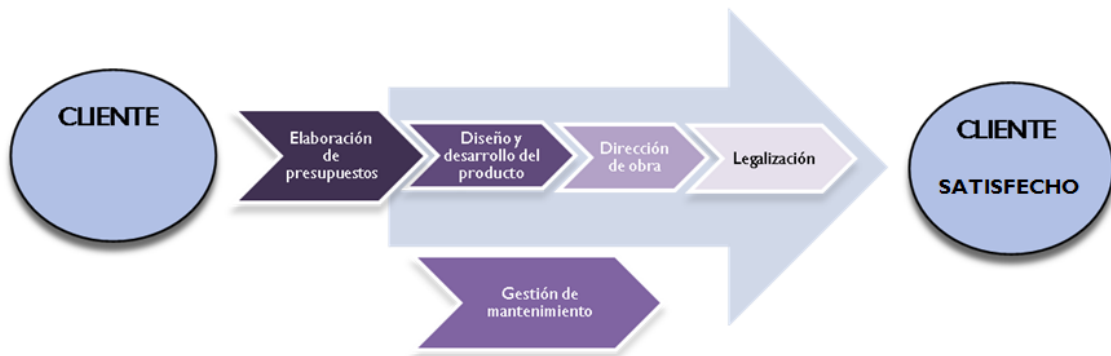 CLIENTE
Elaboración
de
presupuestos
Diseño y
desarrollo del
producto
Dirección
de obra
Legalización
CLIENTE
SATISFECHO
Gestión de
mantenimiento